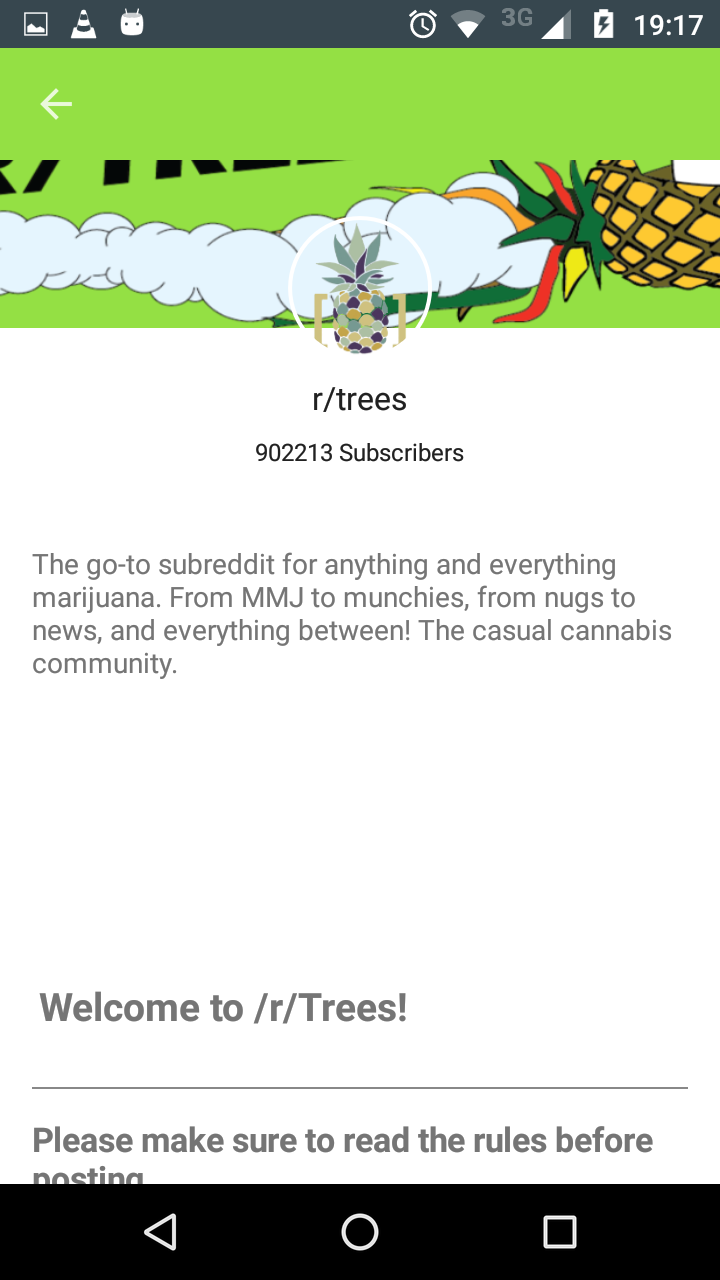 3G
19:17
r/trees
902213 Subscribers
The go-to subreddit for anything and everything
marijuana. From MMJ to munchies, from nugs to
news, and everything between! The casual cannabis
community.
Welcome to /r/Trees!
Please make sure to read the rules before
posting